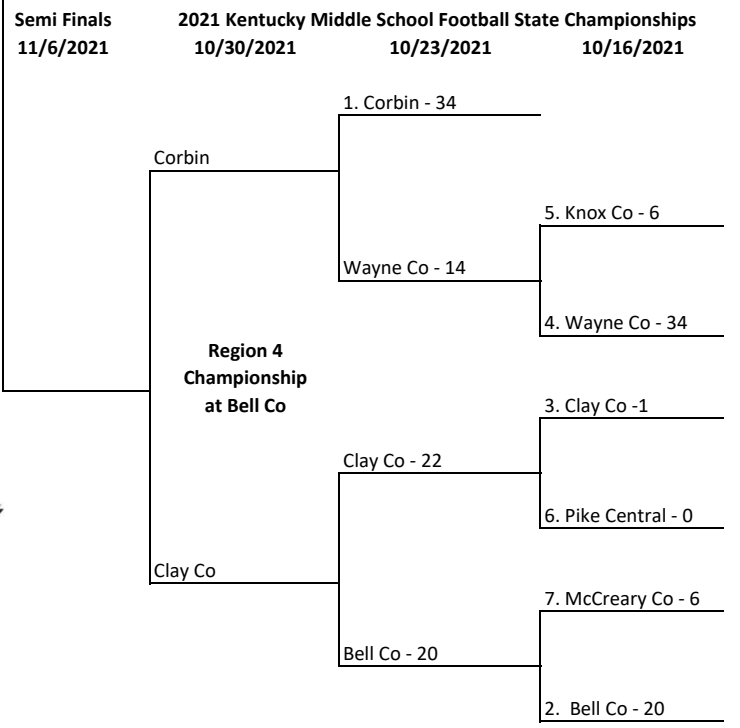 Semi Finals 2021 Kentucky Middle School Football State Championships
11/6/2021 10/30/2021 10/23/2021 10/16/2021
1. Corbin - 34
Corbin
5. Knox Co - 6
Wayne Co - 14
4. Wayne Co - 34
Region 4
Championship
at Bell Co
3. Clay Co -1
Clay Co - 22
6. Pike Central - 0
Clay Co
7. McCreary Co - 6
Bell Co - 20
2. Bell Co - 20